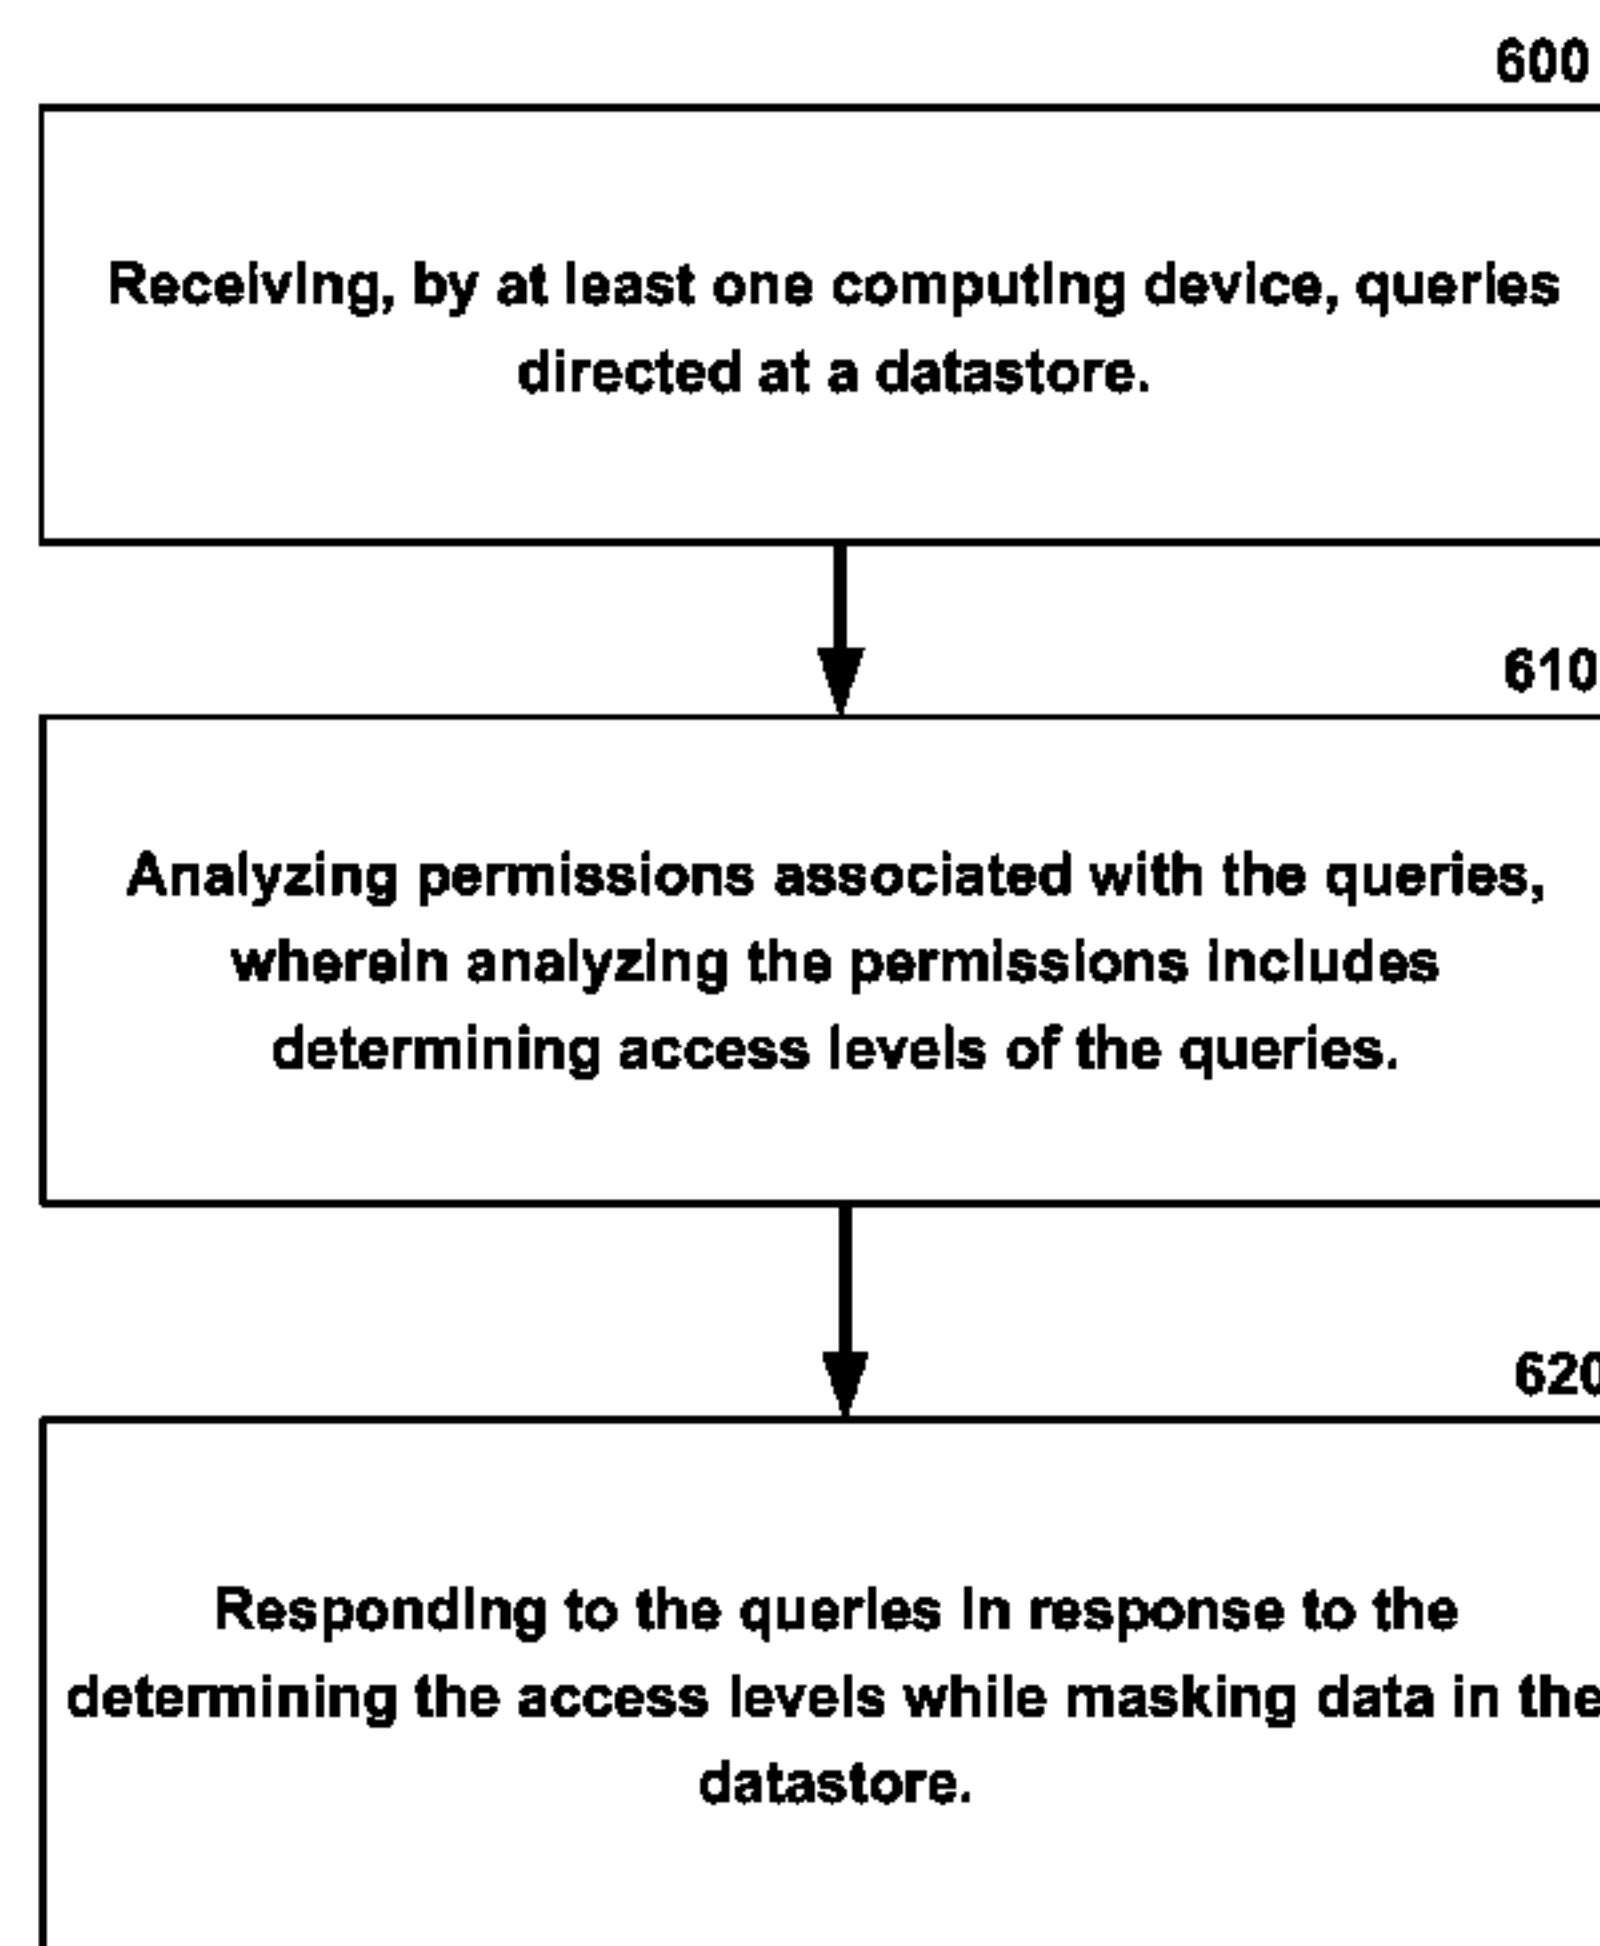 600
Receiving, by at least one computing device, queries
directed at a datastore.
610
Analyzing permissions associated with the queries,
wherein analyzing the permissions includes
determining access levels of the queries.
620
Responding to the queries in response to the
determining the access levels while masking data in the
datastore.